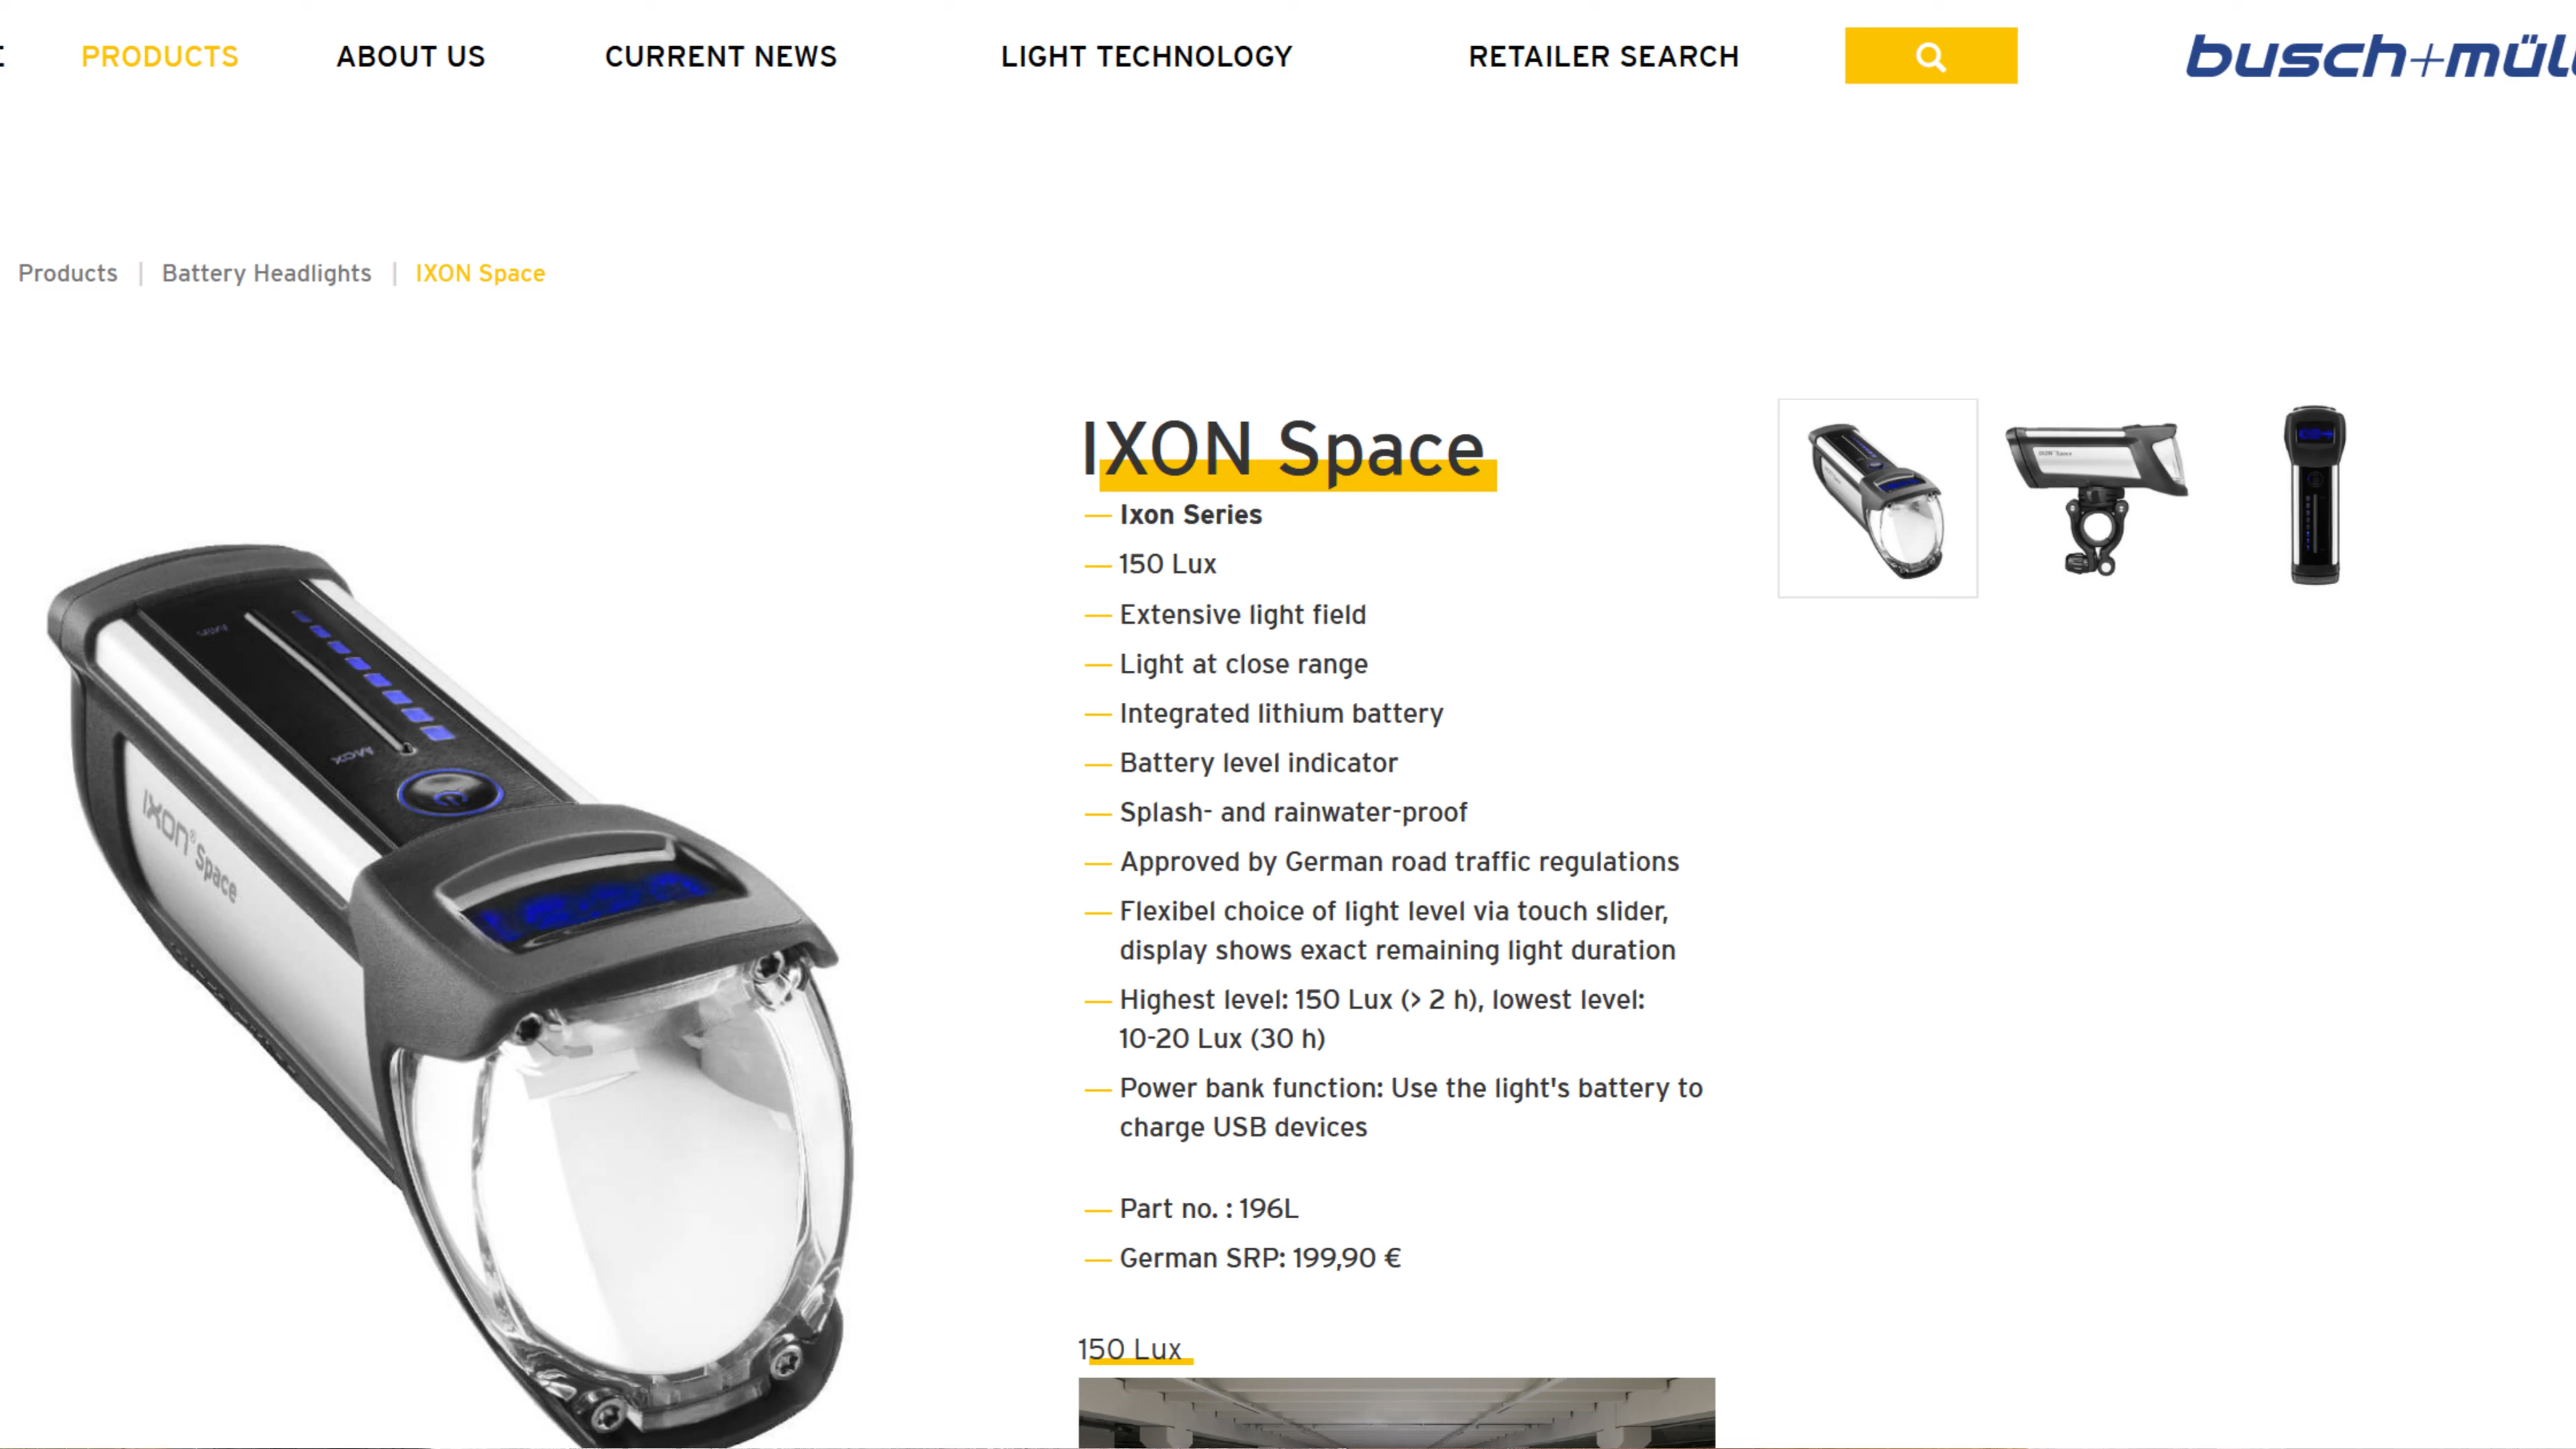 PRODUCTS ABOUT US CURRENT NEWS LIGHT TECHNOLOGY RETAILER SEARCH
Products | Battery Headlights | IXON Space
IXON Space
Ixon Series
150 Lux
Extensive light field
Light at close range
Integrated lithium battery
Battery level indicator
Splash- and rainwater-proof
Approved by German road traffic regulations
Flexibel choice of light level via touch slider,
display shows exact remaining light duration
Highest level: 150 Lux (> 2 h), lowest level:
10-20 Lux (30 h)
Power bank function: Use the light's battery to
charge USB devices
Part no. : 196L
German SRP: 199,90 €
150 Lux
max
IXON® Space